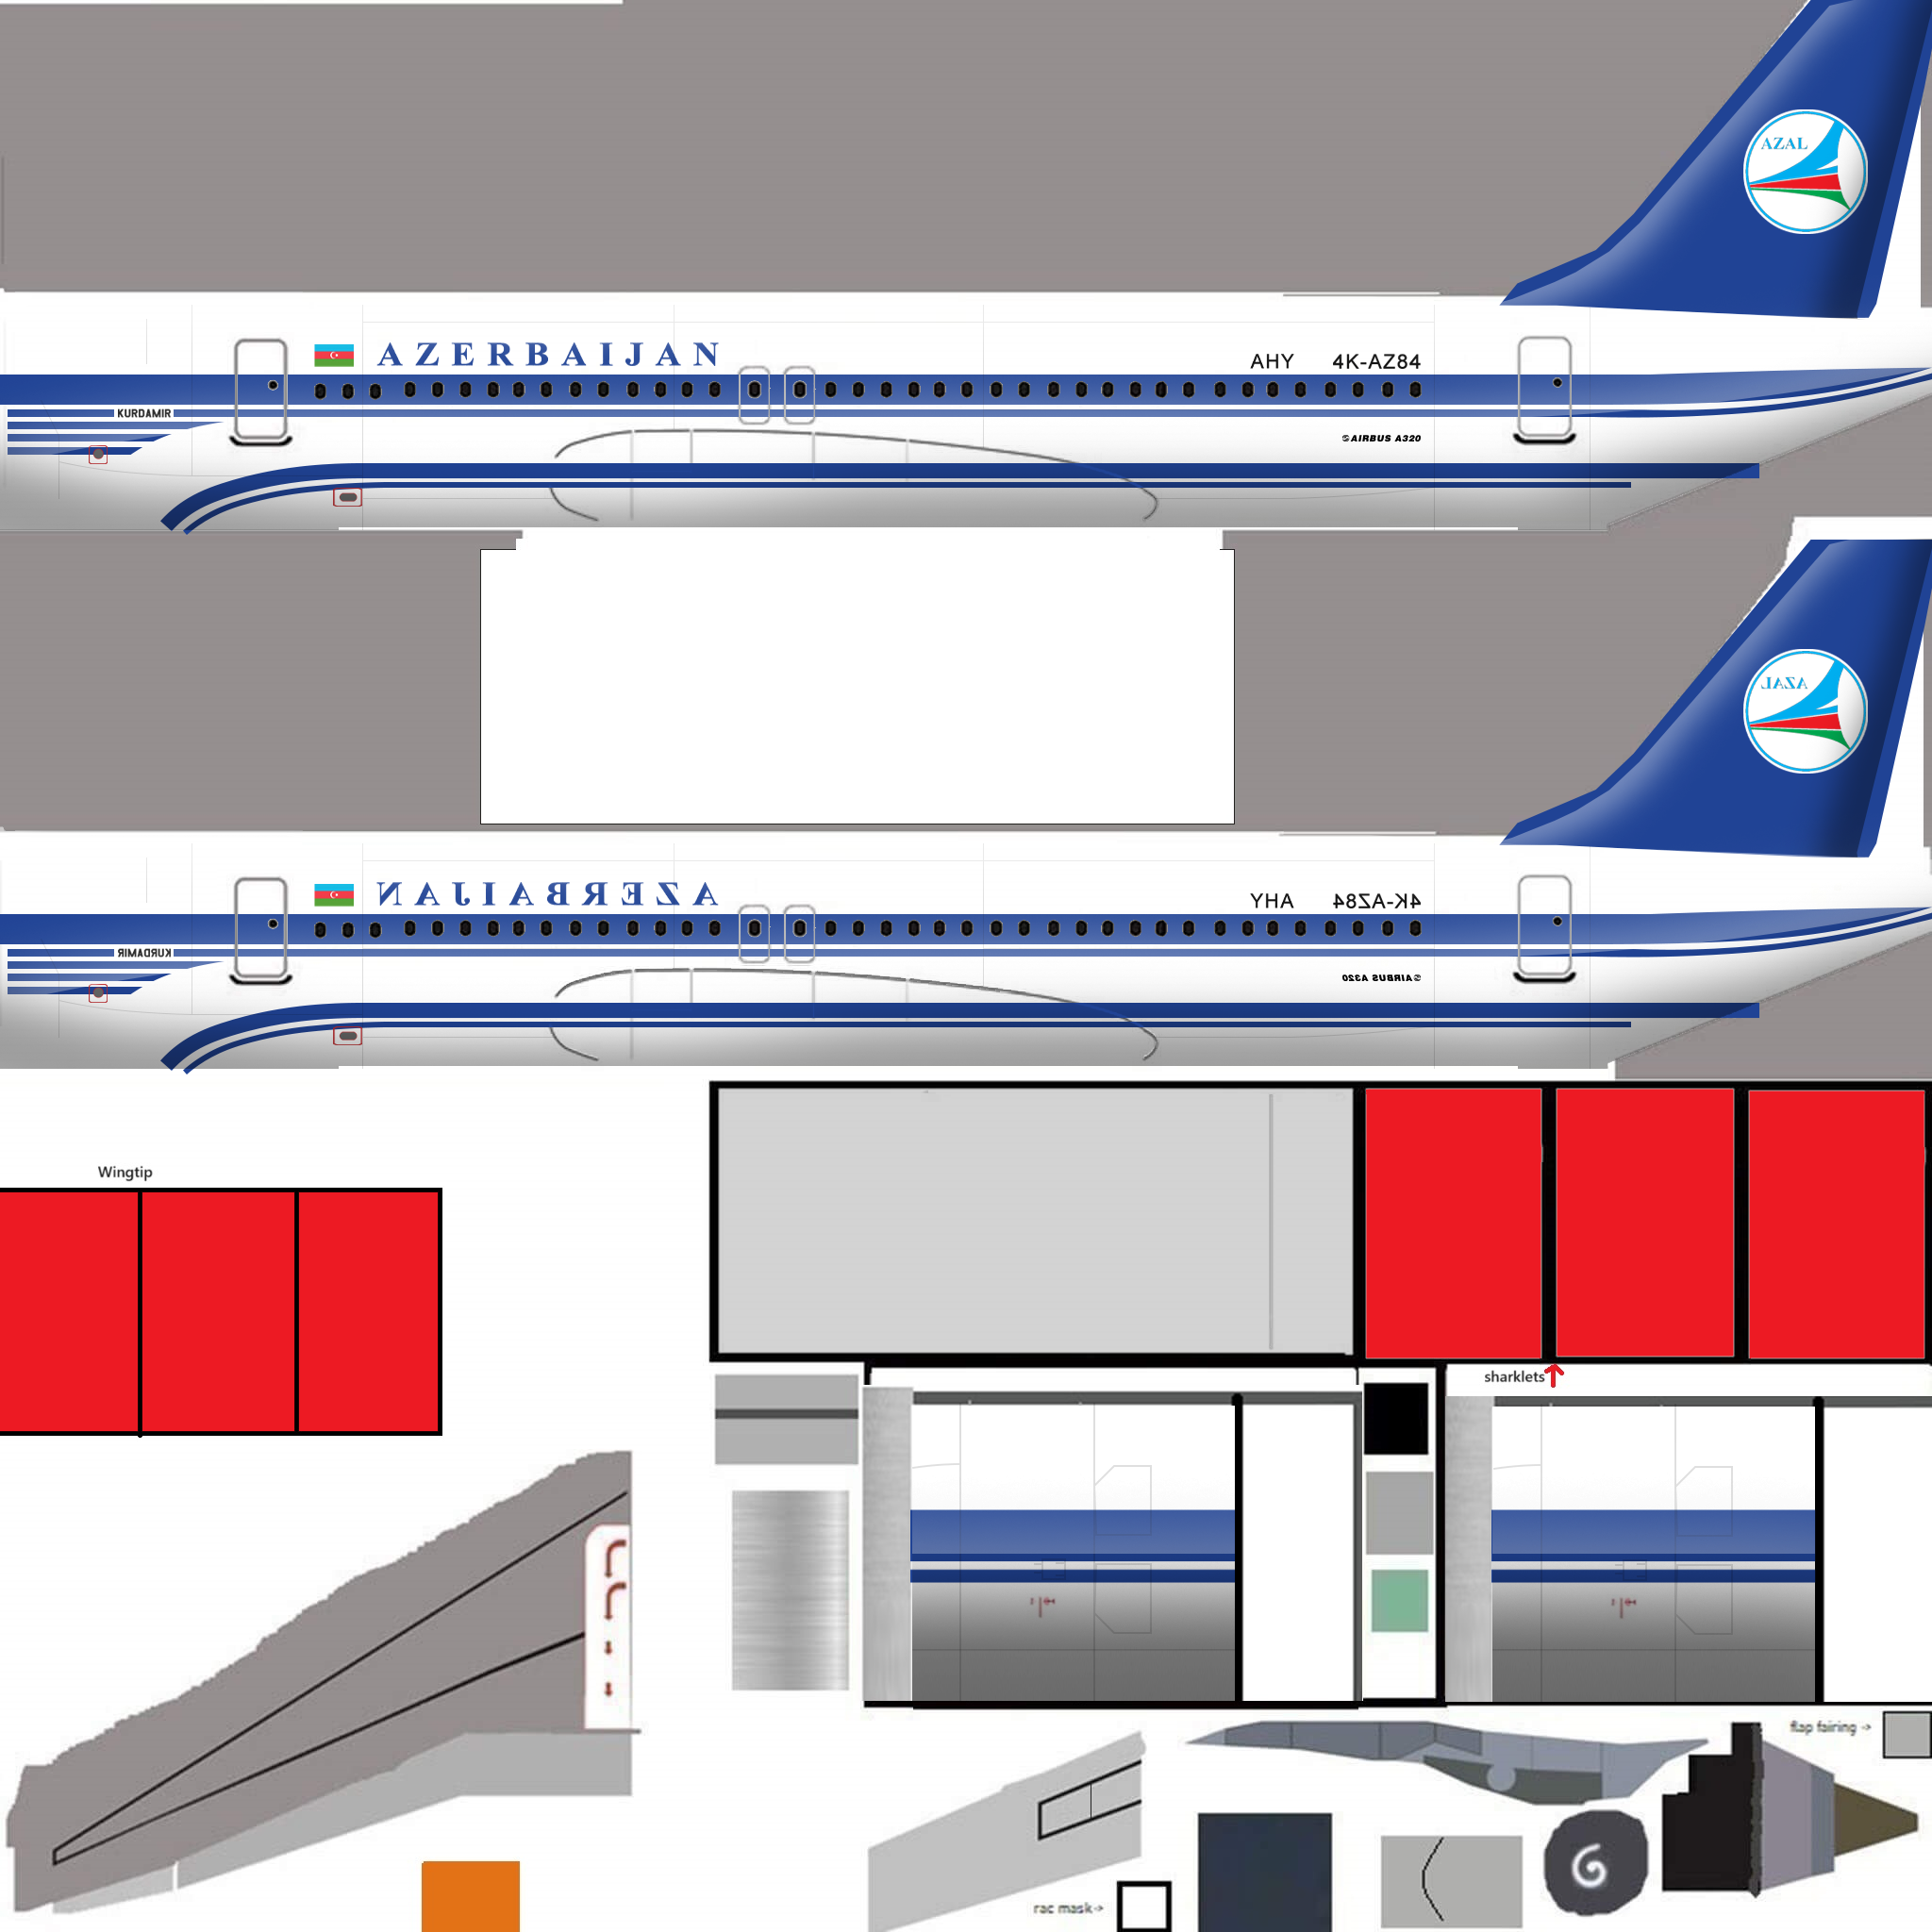 AZAL
AZERBAIJAN
AHY 4K-AZ84
KURDAMIR
AIRBUS A320
AZAL
AZERBAIJAN
AHY 4K-AZ84
KURDAMIR
AIRBUS A320
Wingtip
sharklets
flap fairing ->
rac mask->